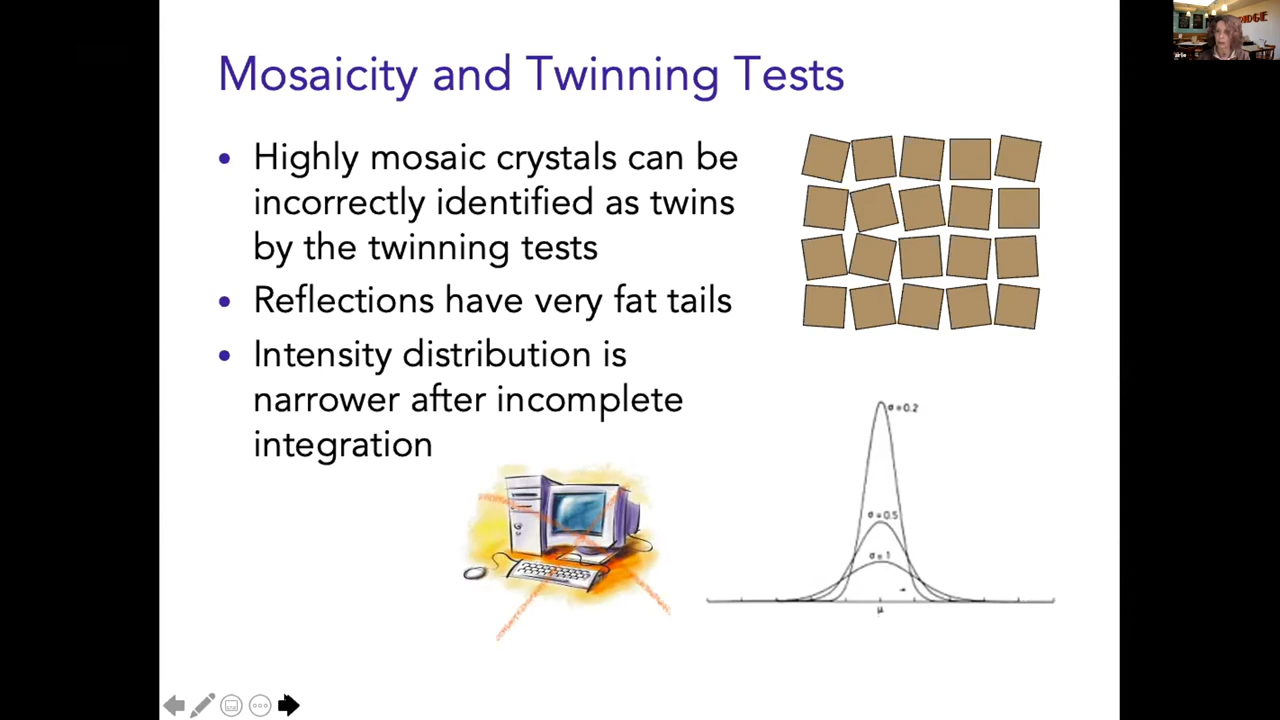 Mosaicity and Twinning Tests
• Highly mosaic crystals can be
incorrectly identified as twins
by the twinning tests
• Reflections have very fat tails
• Intensity distribution is
narrower after incomplete
integration
σ=0.2
σ=0.5
σ=1
μ